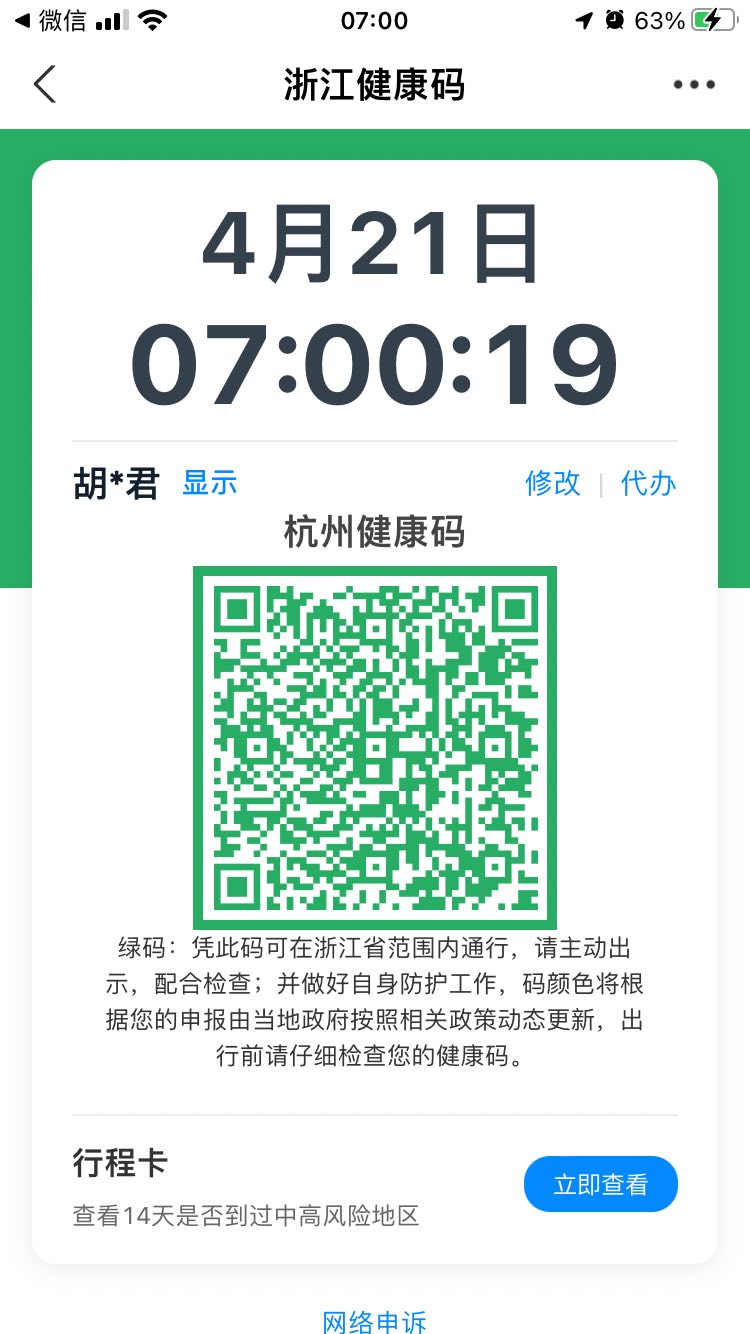 微信
07:00
63%
浙江健康码
4月21日
07:00:19
胡*君 显示 修改 | 代办
杭州健康码
绿码：凭此码可在浙江省范围内通行，请主动出
示，配合检查；并做好自身防护工作，码颜色将根
据您的申报由当地政府按照相关政策动态更新，出
行前请仔细检查您的健康码。
行程卡
立即查看
查看14天是否到过中高风险地区
网络申诉